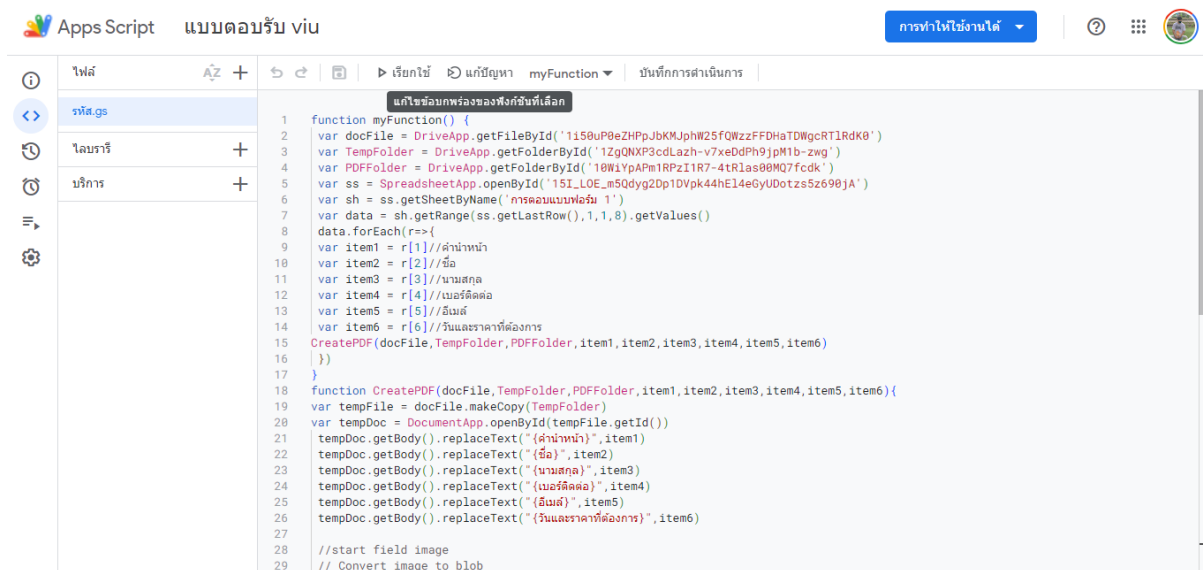 Apps Script แบบตอบรับ viu การทำให้ใช้งานได้
ไฟล์ AZ เรียกใช้ แก้ปัญหา myFunction บันทึกการดำเนินการ
แก้ไขข้อบกพร่องของฟังก์ชันที่เลือก
รหัส.gs
ไลบรารี
บริการ
1 function myFunction() {
2 var docFile = DriveApp.getFileById('1i50uP0eZHPpJbKMJphW25fQWzzFFDHaTDWgcRTlRdK0')
3 var TempFolder = DriveApp.getFolderById('1ZgQNXP3cdLazh-v7xeDdPh9jpM1b-zwg')
4 var PDFFolder = DriveApp.getFolderById('10WiYpAPm1RPzI1R7-4tRlas00MQ7fcdk')
5 var ss = SpreadsheetApp.openById('15I_LOE_m5Qdyg2Dp1DVpk44hEl4eGyUDotzs5z690jA')
6 var sh = ss.getSheetByName('การตอบแบบฟอร์ม 1')
7 var data = sh.getRange(ss.getLastRow(),1,1,8).getValues()
8 data.forEach(r=>{
9 var item1 = r[1]//คำนำหน้า
10 var item2 = r[2]//ชื่อ
11 var item3 = r[3]//นามสกุล
12 var item4 = r[4]//เบอร์ติดต่อ
13 var item5 = r[5]//อีเมล์
14 var item6 = r[6]//วันและราคาที่ต้องการ
15 CreatePDF(docFile,TempFolder,PDFFolder,item1,item2,item3,item4,item5,item6)
16 })
17 }
18 function CreatePDF(docFile,TempFolder,PDFFolder,item1,item2,item3,item4,item5,item6){
19 var tempFile = docFile.makeCopy(TempFolder)
20 var tempDoc = DocumentApp.openById(tempFile.getId())
21 tempDoc.getBody().replaceText("{คำนำหน้า}",item1)
22 tempDoc.getBody().replaceText("{ชื่อ}",item2)
23 tempDoc.getBody().replaceText("{นามสกุล}",item3)
24 tempDoc.getBody().replaceText("{เบอร์ติดต่อ}",item4)
25 tempDoc.getBody().replaceText("{อีเมล์}",item5)
26 tempDoc.getBody().replaceText("{วันและราคาที่ต้องการ}",item6)
27
28 //start field image
29 // Convert image to blob